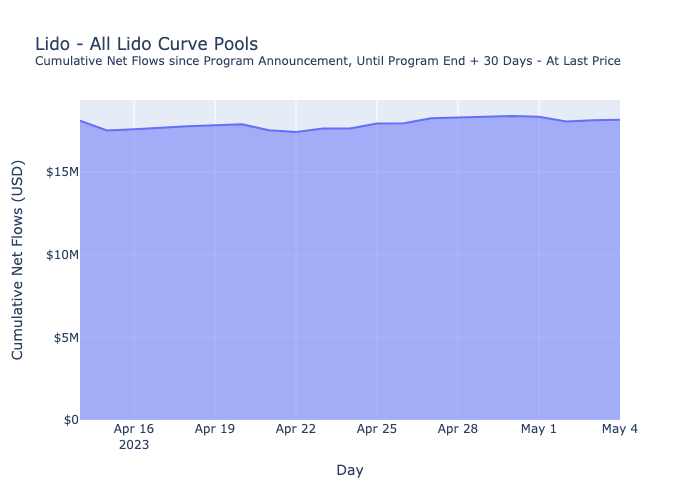 Lido - All Lido Curve Pools
Cumulative Net Flows since Program Announcement, Until Program End + 30 Days - At Last Price
Cumulative Net Flows (USD)
$15M
$10M
$5M
$0
Apr 16 Apr 19 Apr 22 Apr 25 Apr 28 May 1 May 4
2023
Day